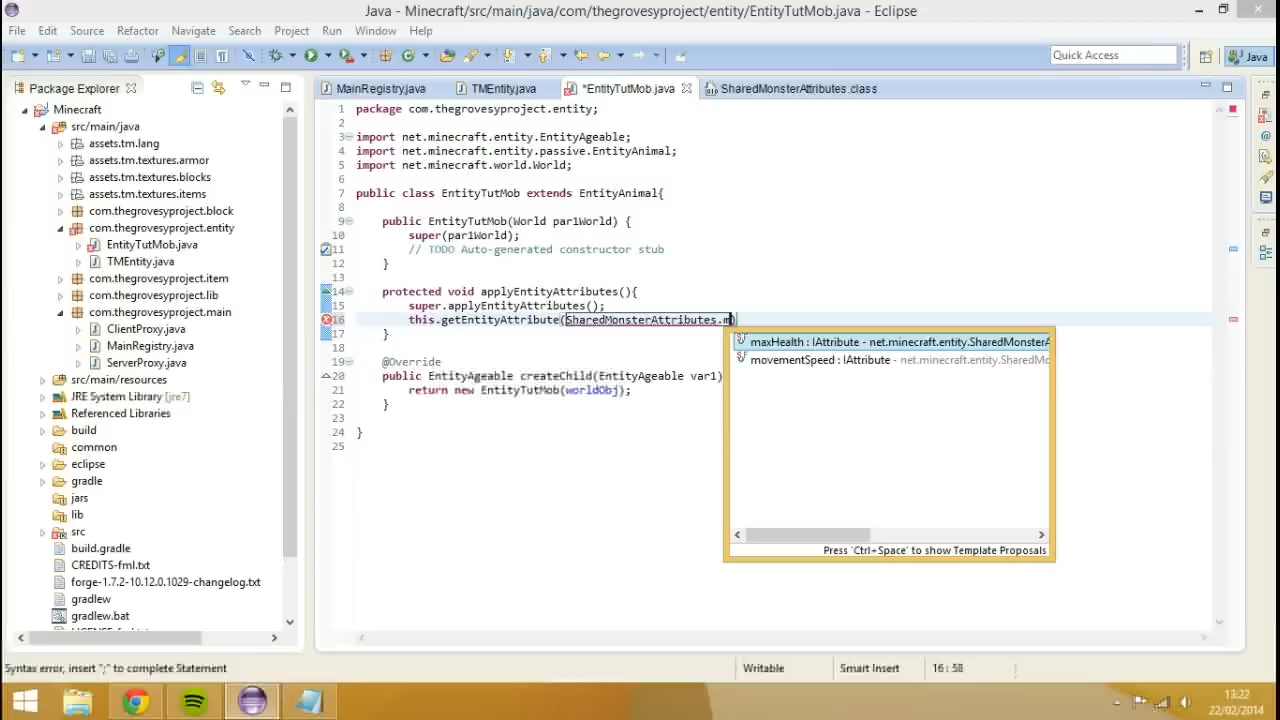 Java - Minecraft/src/main/java/com/thegrovesyproject/entity/EntityTutMob.java - Eclipse
File Edit Source Refactor Navigate Search Project Run Window Help
Quick Access
Java
Package Explorer
MainRegistry.java
TMEntity.java
*EntityTutMob.java
SharedMonsterAttributes.class
Minecraft
src/main/java
assets.tm.lang
assets.tm.textures.armor
assets.tm.textures.blocks
assets.tm.textures.items
com.thegrovesyproject.block
com.thegrovesyproject.entity
EntityTutMob.java
TMEntity.java
com.thegrovesyproject.item
com.thegrovesyproject.lib
com.thegrovesyproject.main
ClientProxy.java
MainRegistry.java
ServerProxy.java
src/main/resources
JRE System Library [jre7]
Referenced Libraries
build
common
eclipse
gradle
jars
lib
src
build.gradle
CREDITS-fml.txt
forge-1.7.2-10.12.0.1029-changelog.txt
gradlew
gradlew.bat
1 package com.thegrovesyproject.entity;
2
3 import net.minecraft.entity.EntityAgeable;
4 import net.minecraft.entity.passive.EntityAnimal;
5 import net.minecraft.world.World;
6
7 public class EntityTutMob extends EntityAnimal{
8
9 public EntityTutMob(World par1World) {
10 super(par1World);
11 // TODO Auto-generated constructor stub
12 }
13
14 protected void applyEntityAttributes(){
15 super.applyEntityAttributes();
16 this.getEntityAttribute(SharedMonsterAttributes.m)
17 }
18
19 @Override
20 public EntityAgeable createChild(EntityAgeable var1)
21 return new EntityTutMob(worldObj);
22 }
23
24 }
25
maxHealth : IAttribute - net.minecraft.entity.SharedMonsterA
movementSpeed : IAttribute - net.minecraft.entity.SharedMo
Press 'Ctrl+Space' to show Template Proposals
Syntax error, insert ";" to complete Statement
Writable
Smart Insert
16 : 58
19:22
22/02/2014